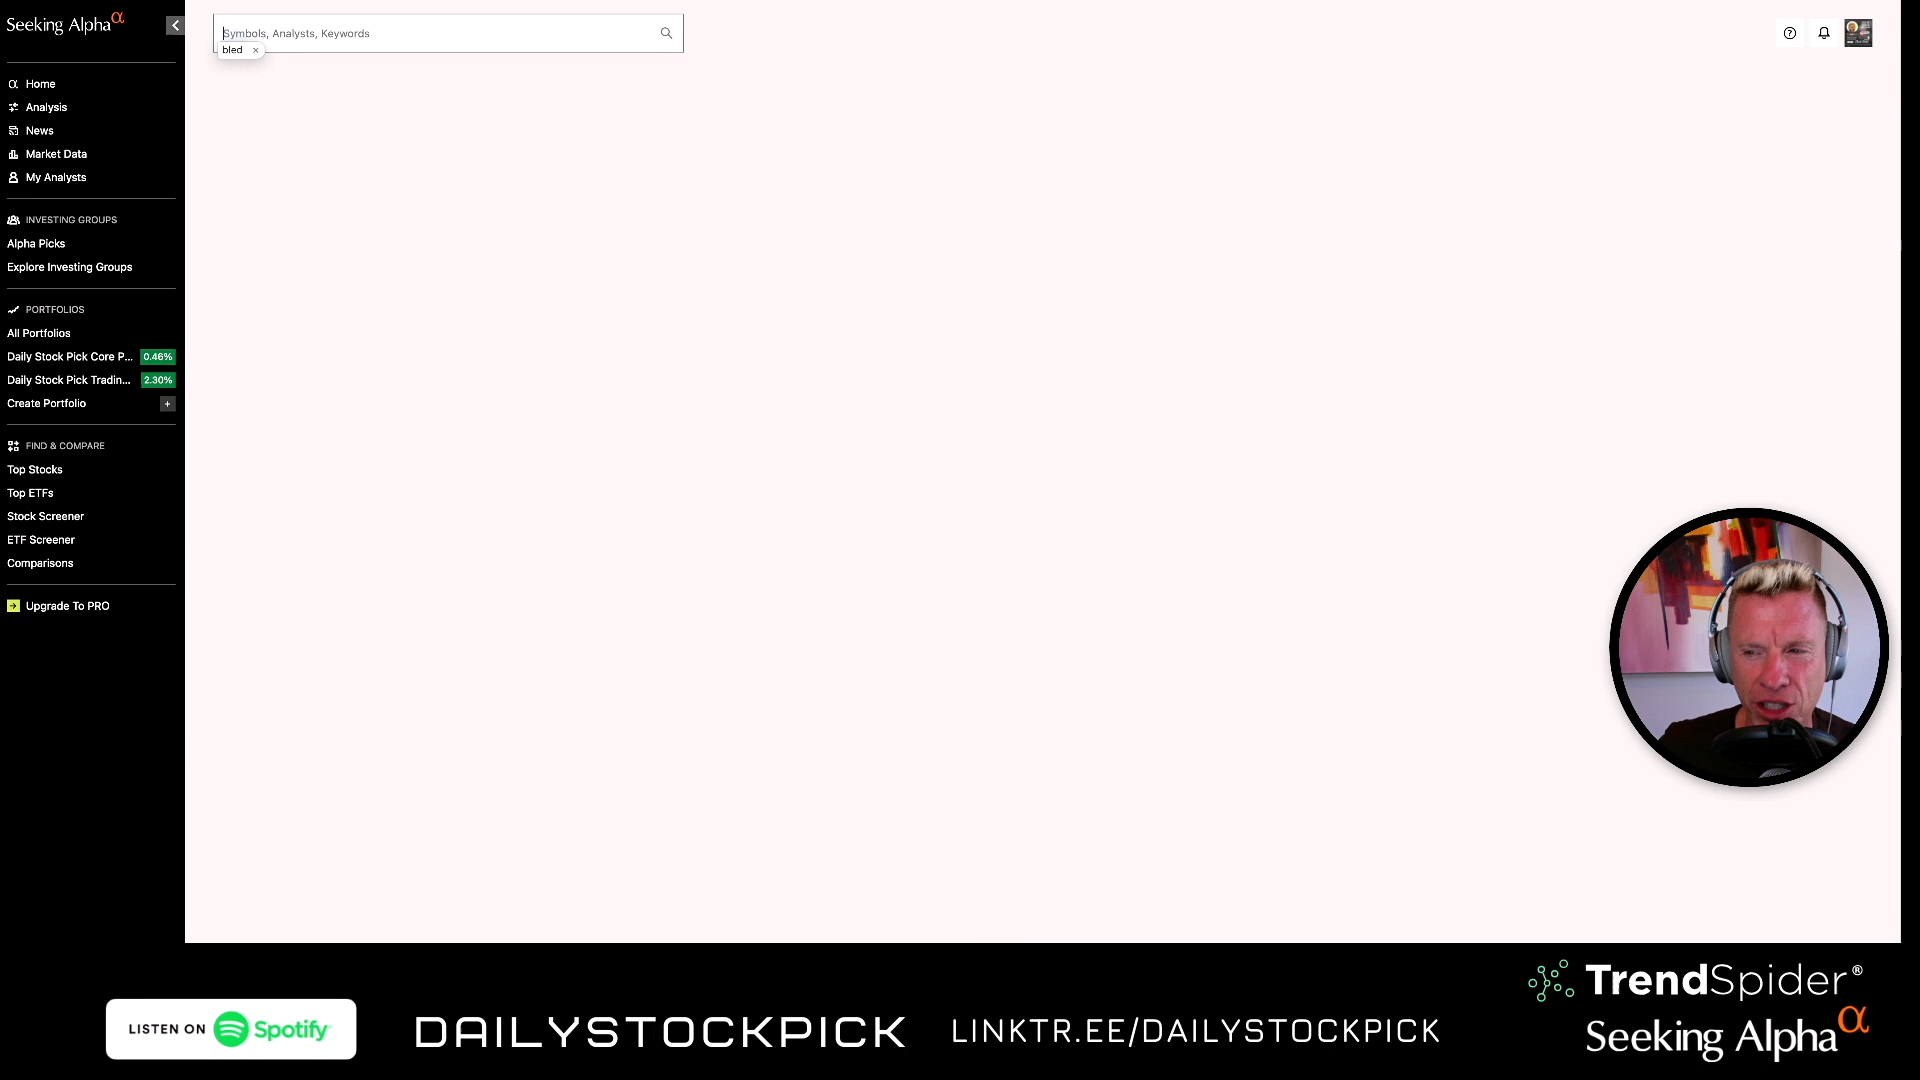 Seeking Alpha α
Symbols, Analysts, Keywords
bled ×
Home
Analysis
News
Market Data
My Analysts
INVESTING GROUPS
Alpha Picks
Explore Investing Groups
PORTFOLIOS
All Portfolios
Daily Stock Pick Core P... 0.46%
Daily Stock Pick Tradin... 2.30%
Create Portfolio +
FIND & COMPARE
Top Stocks
Top ETFs
Stock Screener
ETF Screener
Comparisons
Upgrade To PRO
LISTEN ON Spotify
DAILYSTOCKPICK
LINKTR.EE/DAILYSTOCKPICK
TrendSpider®
Seeking Alpha α